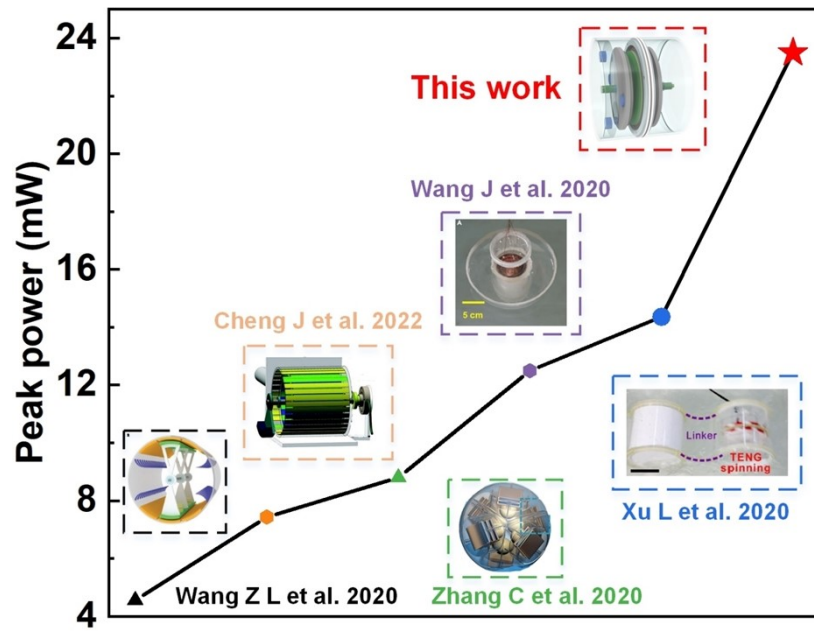 24
20
16
12
8
4
Peak power (mW)
This work
Wang J et al. 2020
A
5 cm
Cheng J et al. 2022
Linker
TENG
spinning
Xu L et al. 2020
Wang Z L et al. 2020
Zhang C et al. 2020